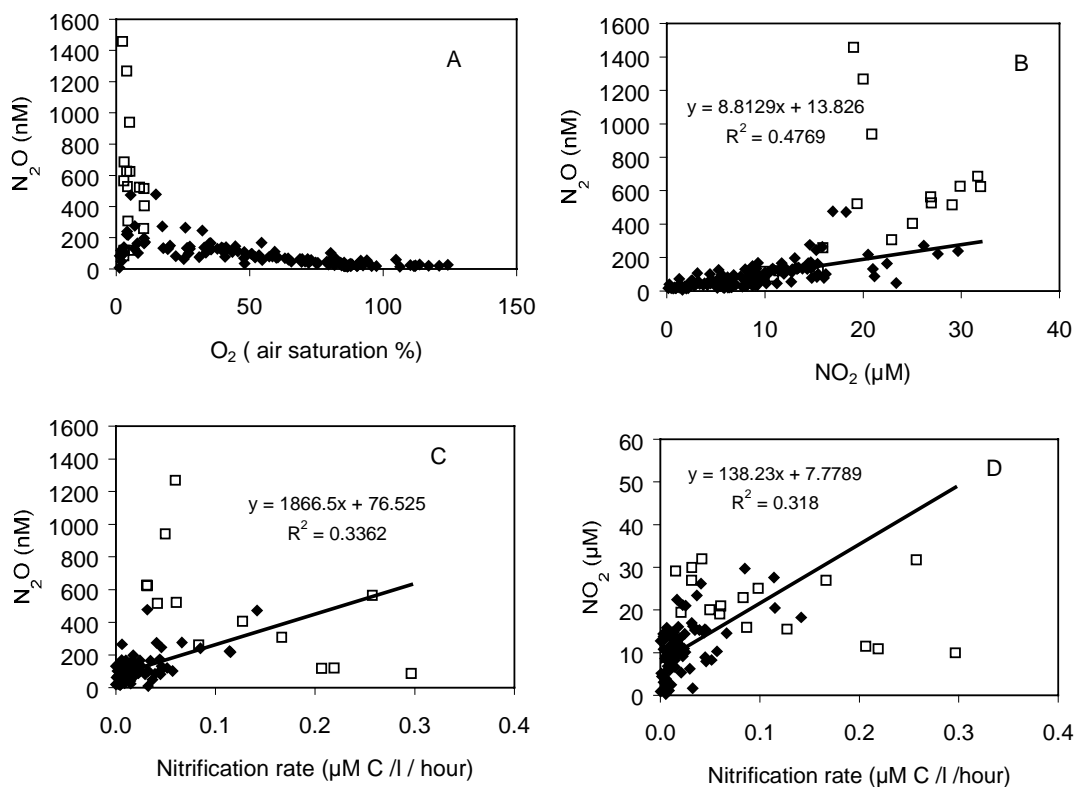 A
N₂O (nM)
1600
1400
1200
1000
800
600
400
200
0
0 50 100 150
O₂ ( air saturation %)
B
y = 8.8129x + 13.826
R² = 0.4769
N₂O (nM)
1600
1400
1200
1000
800
600
400
200
0
0 10 20 30 40
NO₂ (µM)
C
y = 1866.5x + 76.525
R² = 0.3362
N₂O (nM)
1600
1400
1200
1000
800
600
400
200
0
0.0 0.1 0.2 0.3 0.4
Nitrification rate (µM C /l / hour)
D
y = 138.23x + 7.7789
R² = 0.318
NO₂ (µM)
60
50
40
30
20
10
0
0.0 0.1 0.2 0.3 0.4
Nitrification rate (µM C /l /hour)